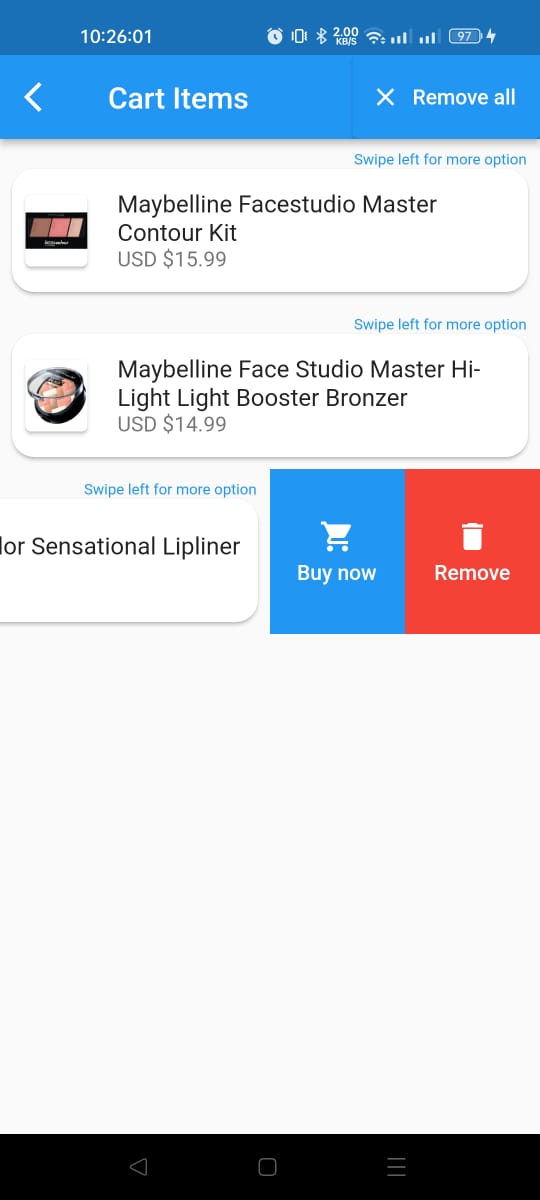 10:26:01
2.00
KB/S
97
Cart Items
Remove all
Swipe left for more option
Maybelline Facestudio Master
Contour Kit
USD $15.99
Swipe left for more option
Maybelline Face Studio Master Hi-
Light Light Booster Bronzer
USD $14.99
Swipe left for more option
lor Sensational Lipliner
Buy now
Remove